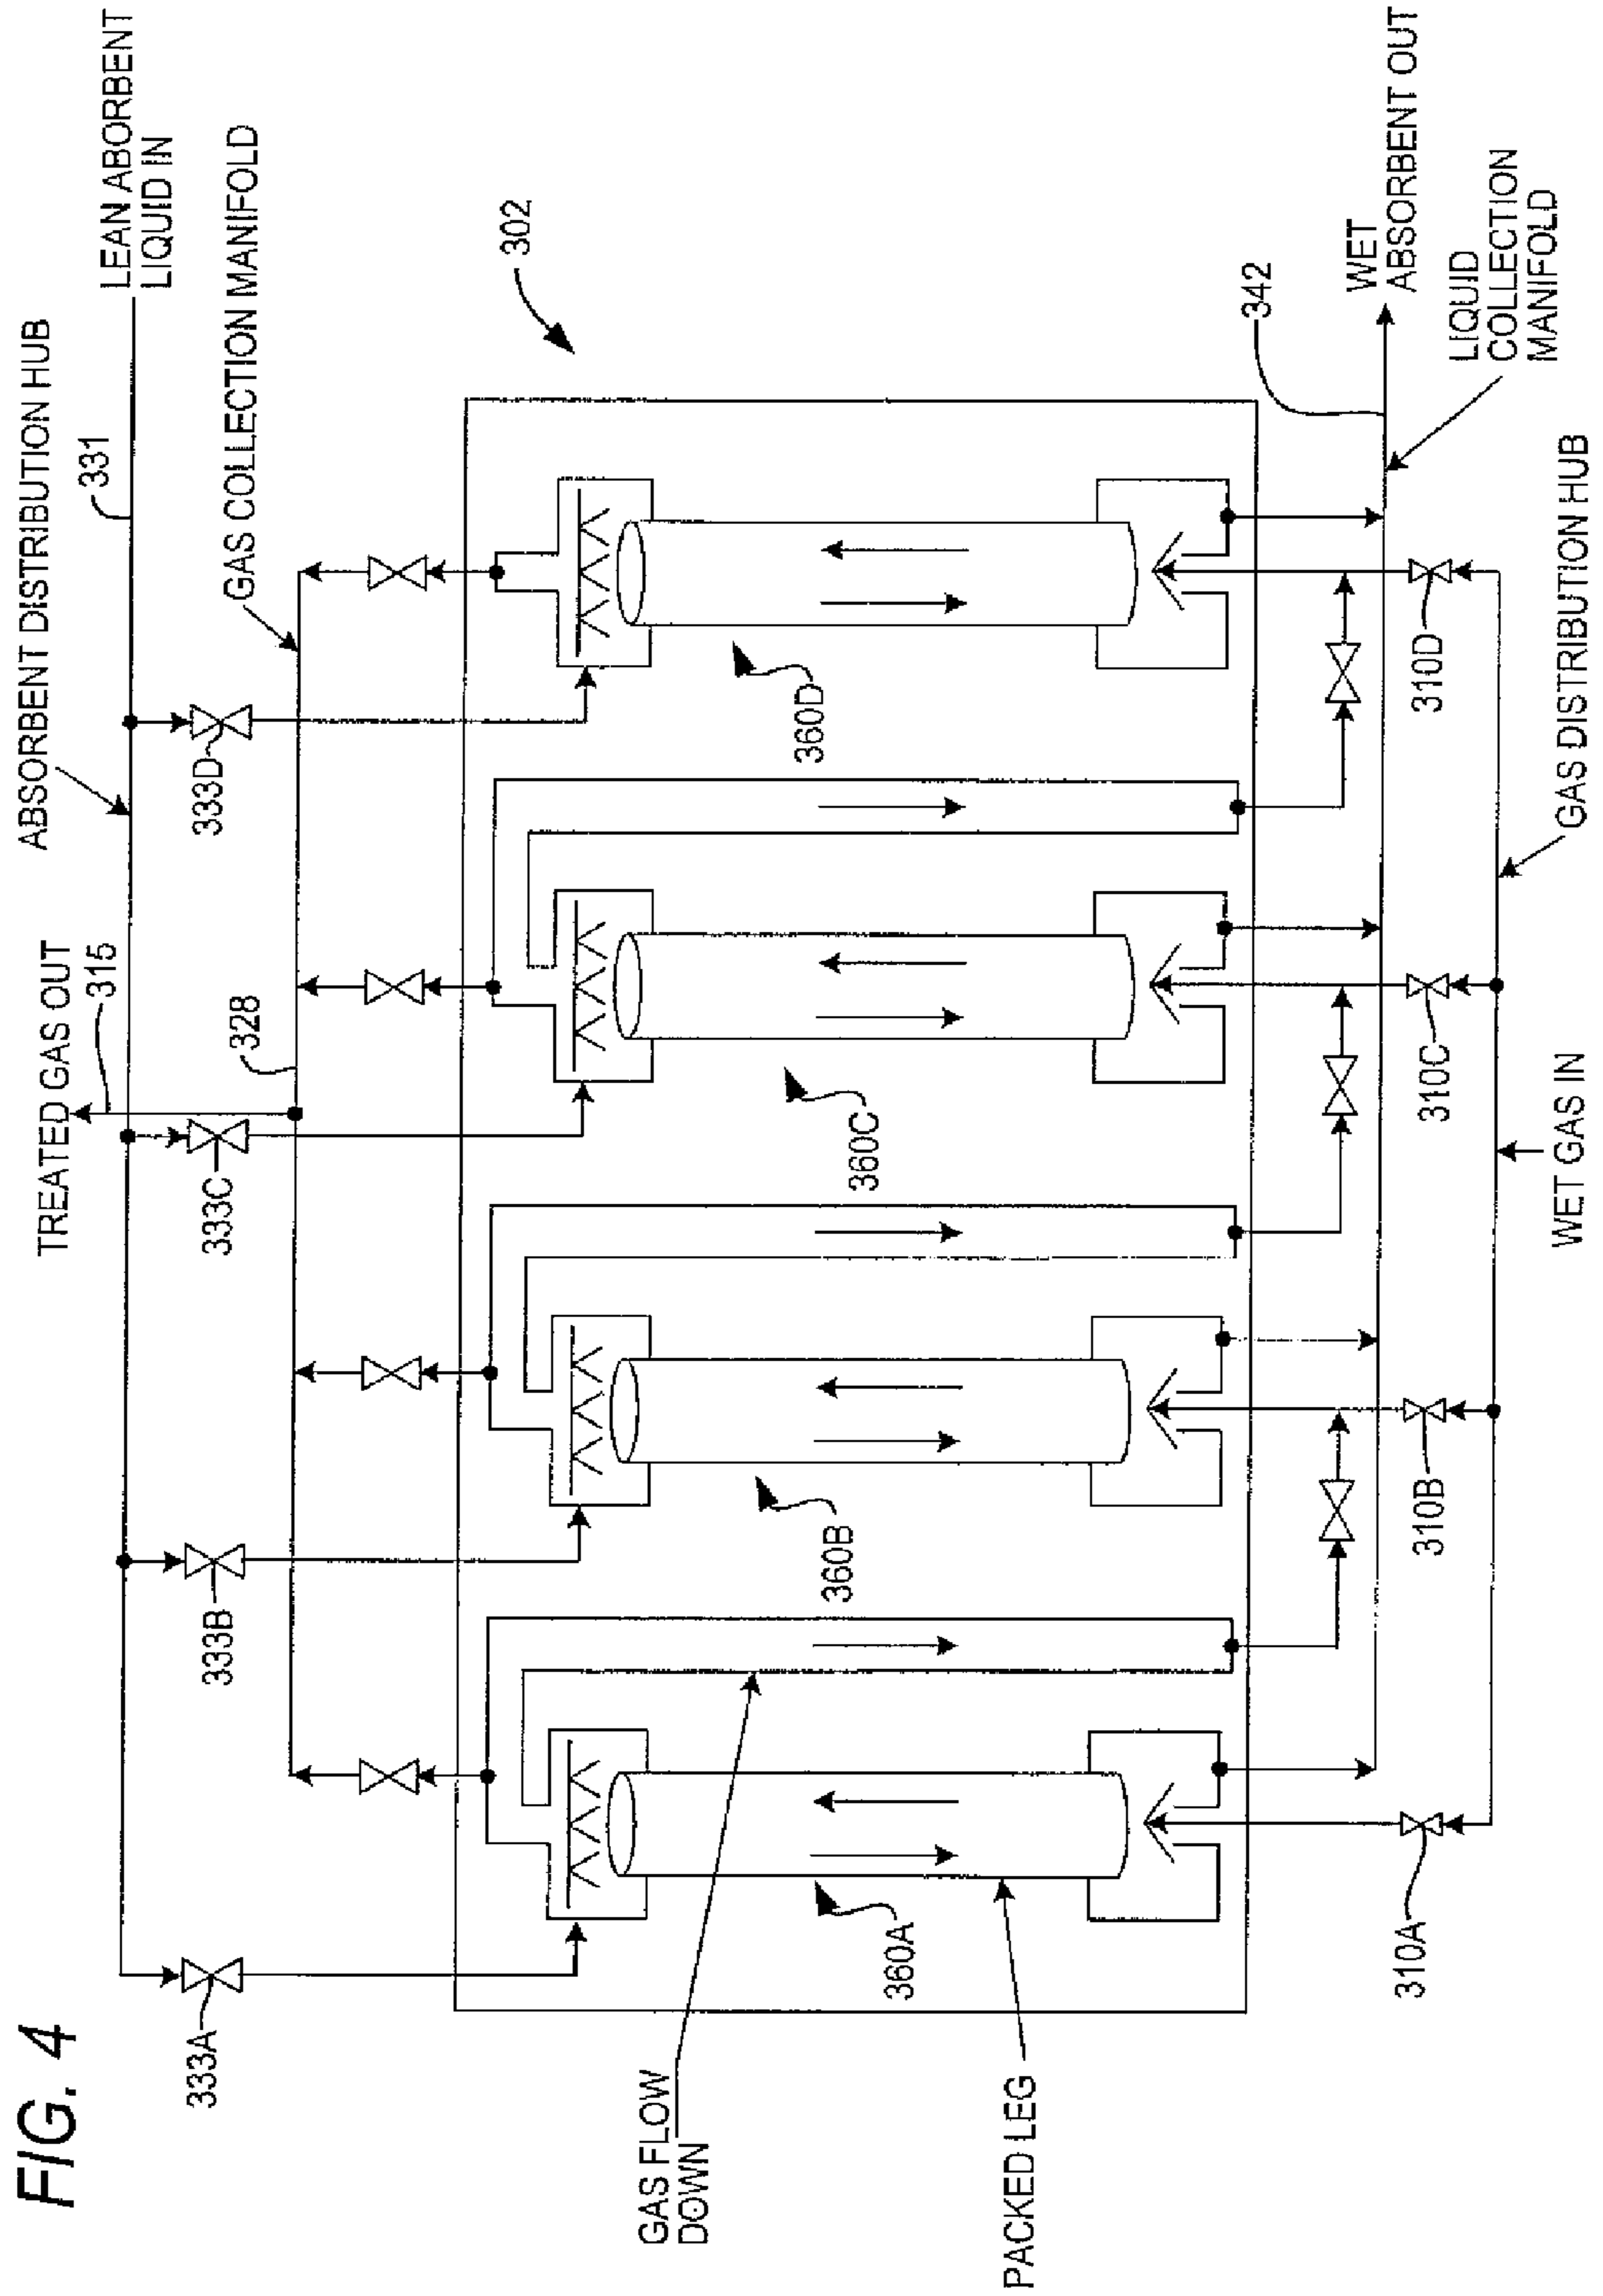 FIG. 4
ABSORBENT DISTRIBUTION HUB
LEAN ABORBENT
LIQUID IN
331
TREATED GAS OUT
315
GAS COLLECTION MANIFOLD
328
333A
333B
333C
333D
302
GAS FLOW
DOWN
PACKED LEG
360A
360B
360C
360D
342
WET
ABSORBENT OUT
LIQUID
COLLECTION
MANIFOLD
310A
310B
310C
310D
WET GAS IN
GAS DISTRIBUTION HUB